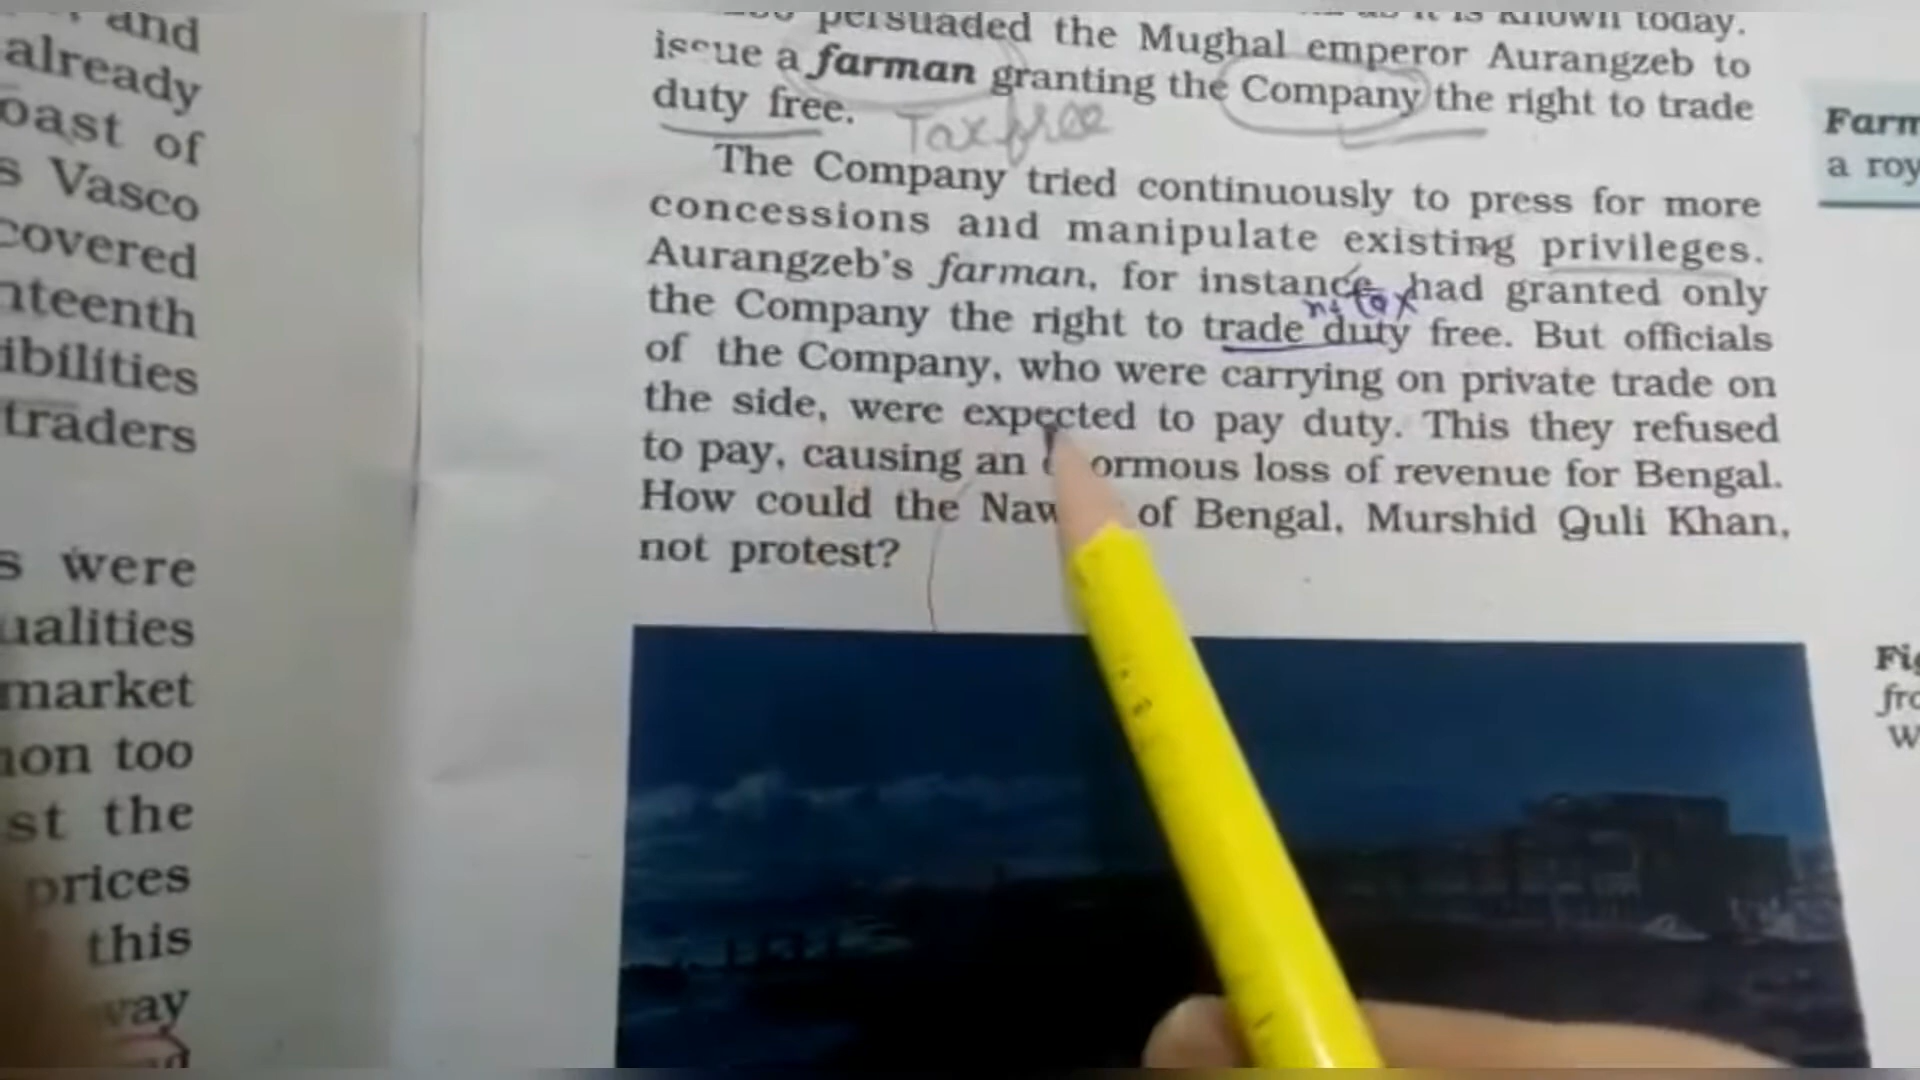 and
already
oast of
s Vasco
covered
nteenth
ibilities
traders
s were
ualities
market
non too
st the
prices
this
way
persuaded the Mughal emperor Aurangzeb to
issue a farman granting the Company the right to trade
duty free. Tax free
The Company tried continuously to press for more
concessions and manipulate existing privileges.
Aurangzeb's farman, for instance, had granted only
the Company the right to trade duty free. But officials
of the Company, who were carrying on private trade on
the side, were expected to pay duty. This they refused
to pay, causing an ormous loss of revenue for Bengal.
How could the Naw of Bengal, Murshid Quli Khan,
not protest?
Farm
a roy
Fig
fro
W